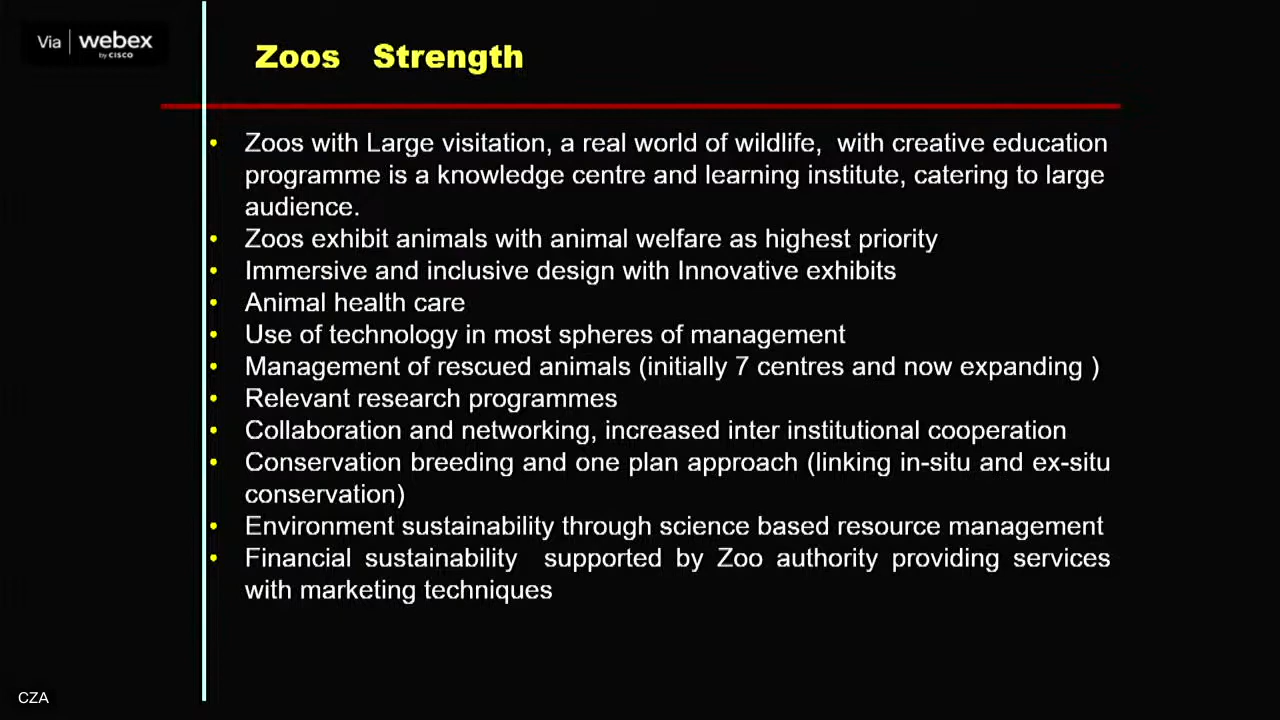 Via webex
by CISCO
Zoos Strength
• Zoos with Large visitation, a real world of wildlife, with creative education
programme is a knowledge centre and learning institute, catering to large
audience.
• Zoos exhibit animals with animal welfare as highest priority
• Immersive and inclusive design with Innovative exhibits
• Animal health care
• Use of technology in most spheres of management
• Management of rescued animals (initially 7 centres and now expanding )
• Relevant research programmes
• Collaboration and networking, increased inter institutional cooperation
• Conservation breeding and one plan approach (linking in-situ and ex-situ
conservation)
• Environment sustainability through science based resource management
• Financial sustainability supported by Zoo authority providing services
with marketing techniques
CZA